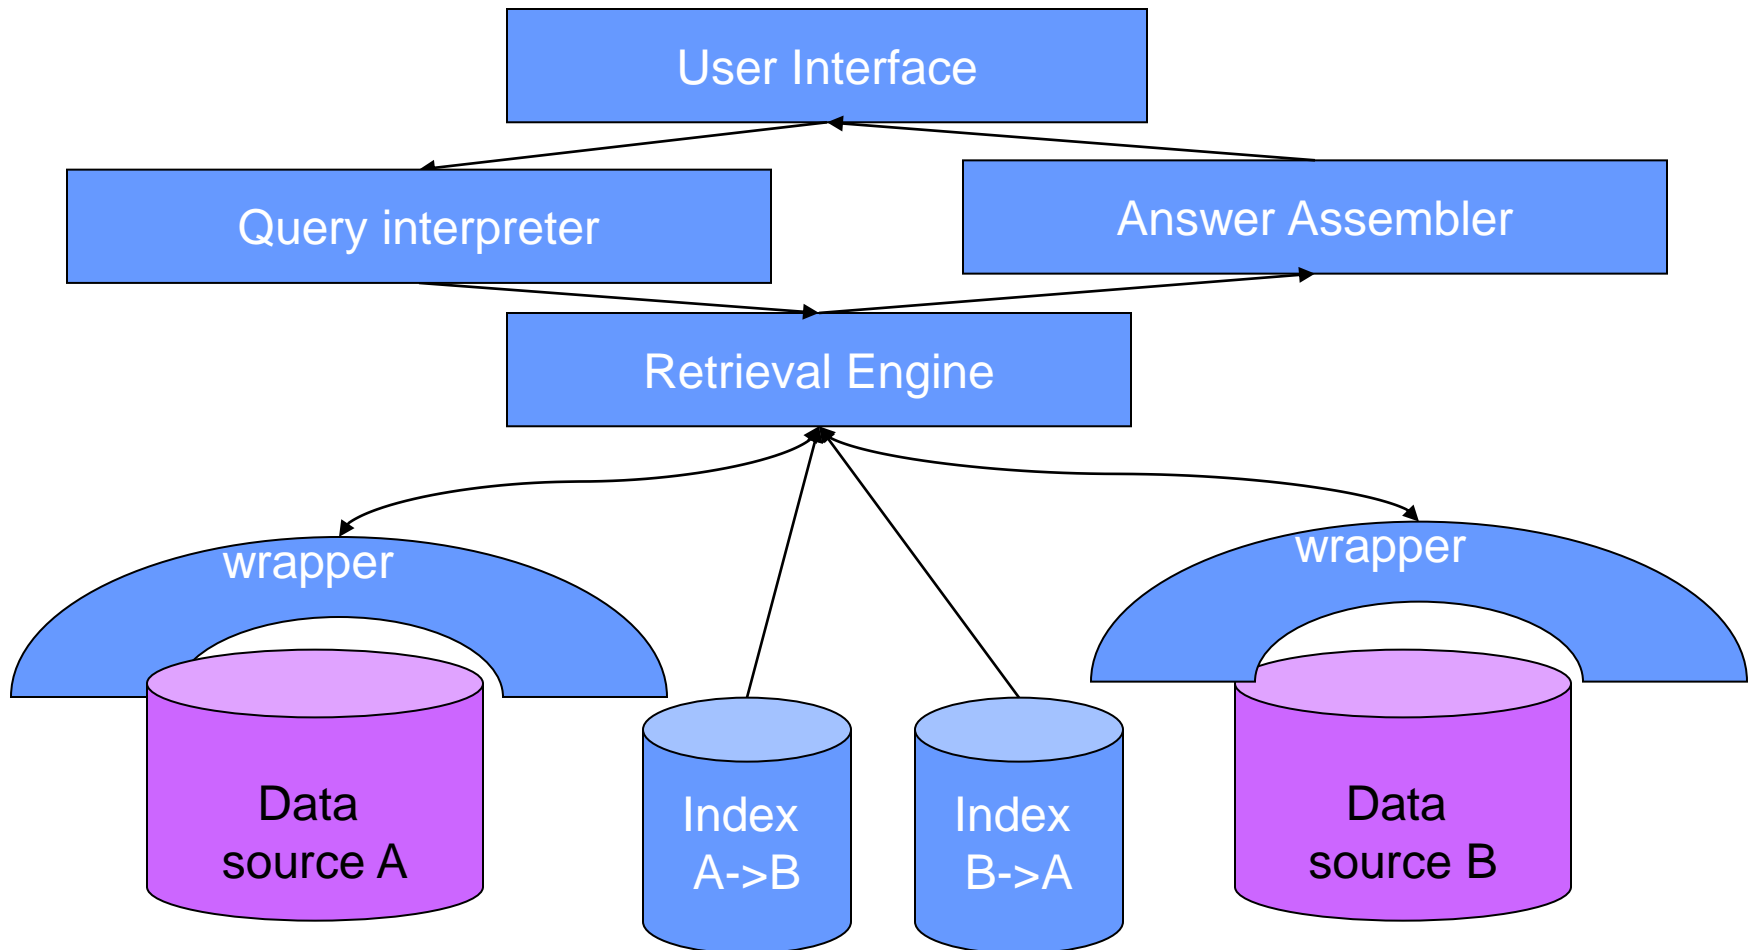 User Interface
Query interpreter
Answer Assembler
Retrieval Engine
wrapper
wrapper
Data
source A
Index
A->B
Index
B->A
Data
source B